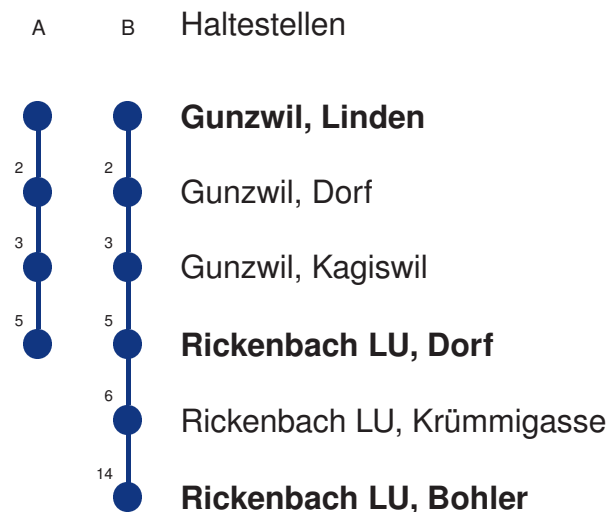 A B Haltestellen
Gunzwil, Linden
2 2 Gunzwil, Dorf
3 3 Gunzwil, Kagiswil
5 5 Rickenbach LU, Dorf
6 Rickenbach LU, Krümmigasse
14 Rickenbach LU, Bohler